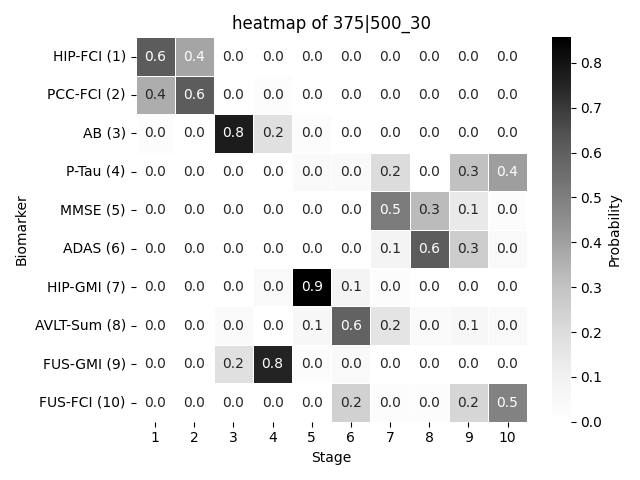 heatmap of 375|500_30
HIP-FCI (1) 0.6 0.4 0.0 0.0 0.0 0.0 0.0 0.0 0.0 0.0
PCC-FCI (2) 0.4 0.6 0.0 0.0 0.0 0.0 0.0 0.0 0.0 0.0
AB (3) 0.0 0.0 0.8 0.2 0.0 0.0 0.0 0.0 0.0 0.0
P-Tau (4) 0.0 0.0 0.0 0.0 0.0 0.0 0.2 0.0 0.3 0.4
MMSE (5) 0.0 0.0 0.0 0.0 0.0 0.0 0.5 0.3 0.1 0.0
ADAS (6) 0.0 0.0 0.0 0.0 0.0 0.0 0.1 0.6 0.3 0.0
HIP-GMI (7) 0.0 0.0 0.0 0.0 0.9 0.1 0.0 0.0 0.0 0.0
AVLT-Sum (8) 0.0 0.0 0.0 0.0 0.1 0.6 0.2 0.0 0.1 0.0
FUS-GMI (9) 0.0 0.0 0.2 0.8 0.0 0.0 0.0 0.0 0.0 0.0
FUS-FCI (10) 0.0 0.0 0.0 0.0 0.0 0.2 0.0 0.0 0.2 0.5
1 2 3 4 5 6 7 8 9 10
Stage
Biomarker
0.8
0.7
0.6
0.5
0.4
0.3
0.2
0.1
0.0
Probability